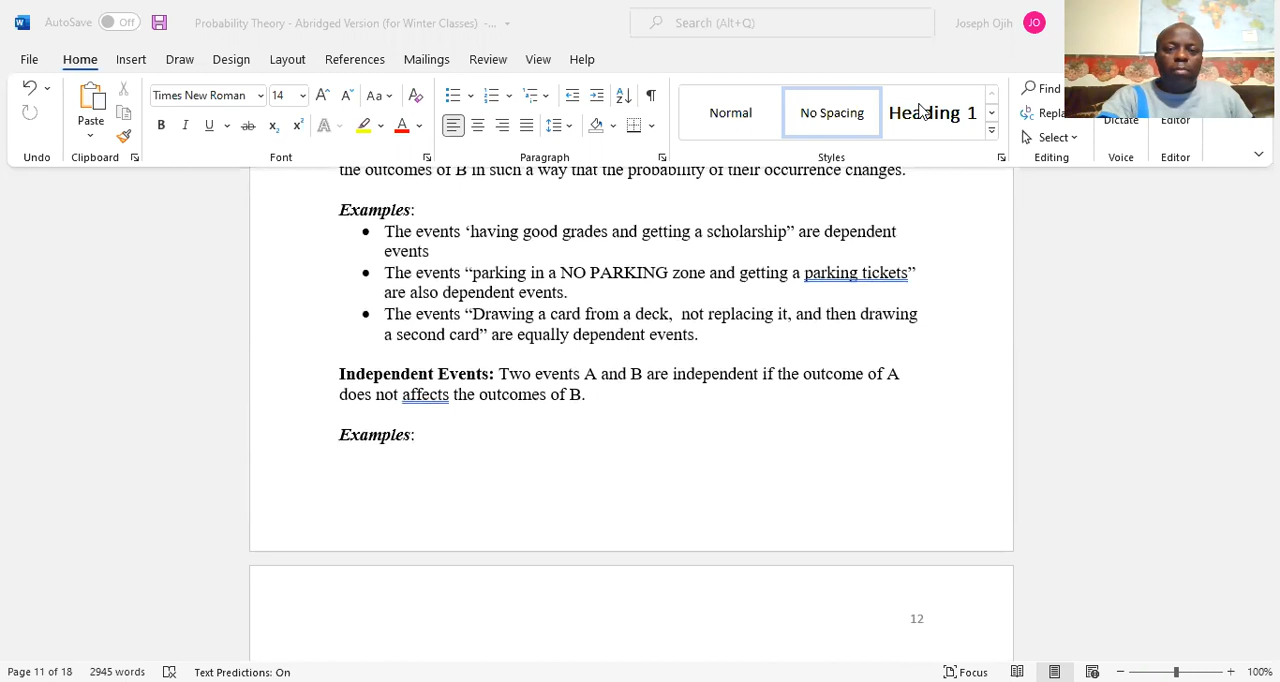 AutoSave Off Probability Theory - Abridged Version (for Winter Classes) -... Search (Alt+Q) Joseph Ojih JO
File Home Insert Draw Design Layout References Mailings Review View Help
Paste Times New Roman 14 Aa Normal No Spacing Heading 1 Find
Repla
Select
Dictate Editor
Undo Clipboard Font Paragraph Styles Editing Voice Editor
the outcomes of B in such a way that the probability of their occurrence changes.
Examples:
• The events ‘having good grades and getting a scholarship” are dependent
events
• The events “parking in a NO PARKING zone and getting a parking tickets”
are also dependent events.
• The events “Drawing a card from a deck,  not replacing it, and then drawing
a second card” are equally dependent events.
Independent Events: Two events A and B are independent if the outcome of A
does not affects the outcomes of B.
Examples:
12
Page 11 of 18 2945 words Text Predictions: On Focus 100%